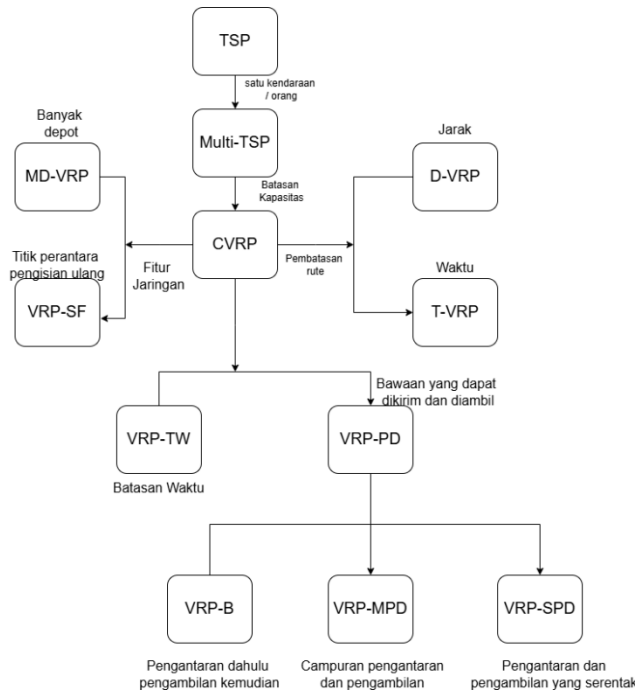 TSP
satu kendaraan
/ orang
Banyak
depot
Multi-TSP
Jarak
MD-VRP
D-VRP
Batasan
Kapasitas
CVRP
Titik perantara
pengisian ulang
Fitur
Jaringan
Pembatasan
rute
Waktu
VRP-SF
T-VRP
Bawaan yang dapat
dikirim dan diambil
VRP-TW
VRP-PD
Batasan Waktu
VRP-B
VRP-MPD
VRP-SPD
Pengantaran dahulu
pengambilan kemudian
Campuran pengantaran
dan pengambilan
Pengantaran dan
pengambilan yang serentak